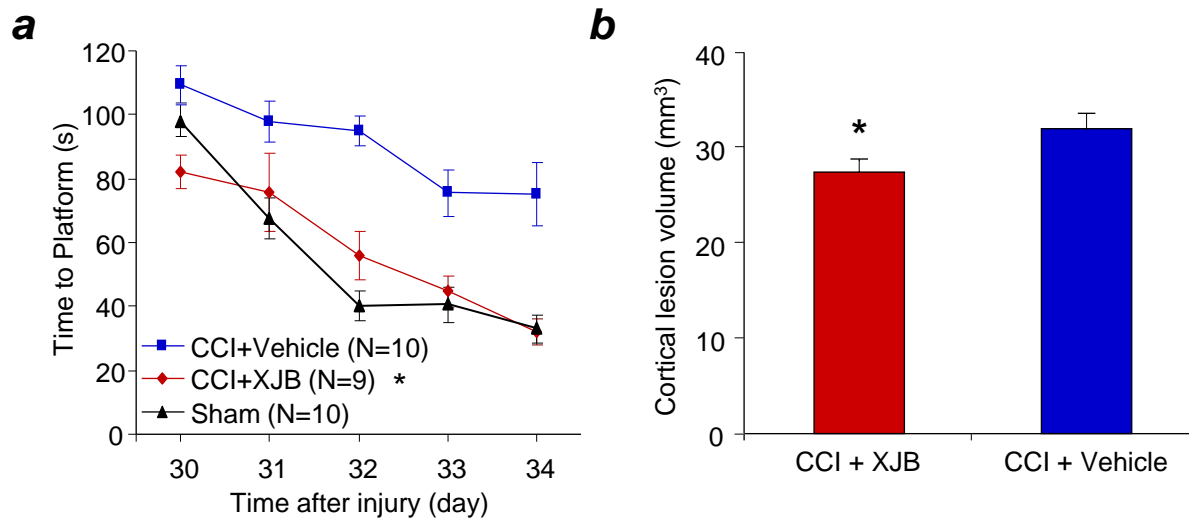 a
120
100
80
60
40
20
0
Time to Platform (s)
CCI+Vehicle (N=10)
CCI+XJB (N=9) *
Sham (N=10)
30 31 32 33 34
Time after injury (day)
b
40
30
20
10
0
Cortical lesion volume (mm³)
*
CCI + XJB CCI + Vehicle